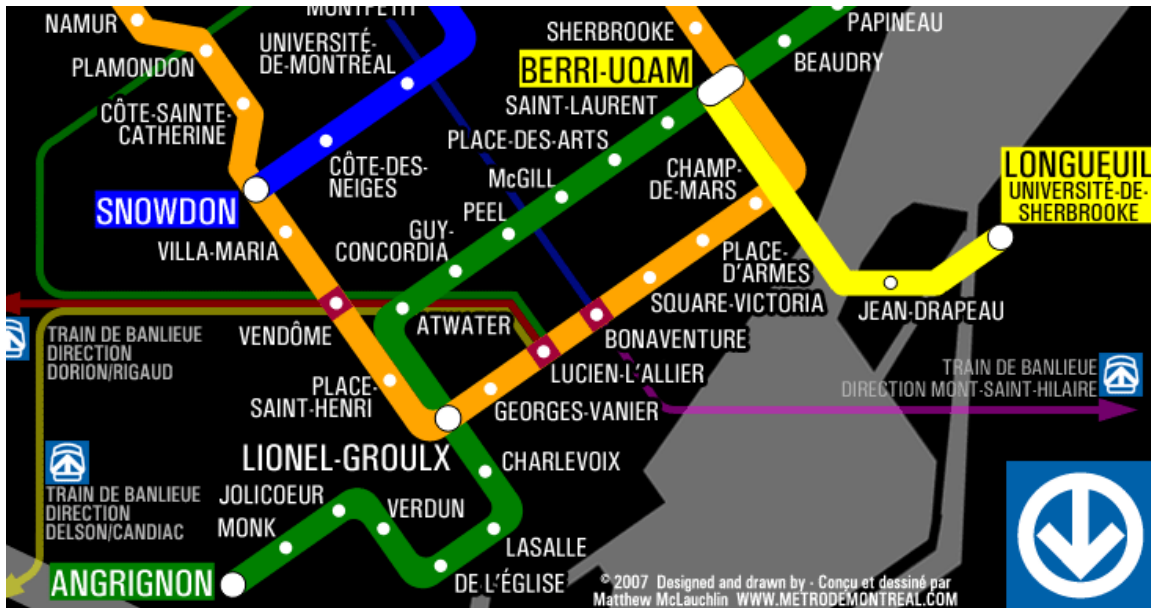 MONTPETIT
NAMUR
PLAMONDON
CÔTE-SAINTE-
CATHERINE
UNIVERSITÉ-
DE-MONTRÉAL
CÔTE-DES-
NEIGES
SNOWDON
VILLA-MARIA
VENDÔME
PLACE-
SAINT-HENRI
LIONEL-GROULX
SHERBROOKE
BERRI-UQAM
PAPINEAU
BEAUDRY
SAINT-LAURENT
PLACE-DES-ARTS
McGILL
PEEL
GUY-
CONCORDIA
ATWATER
CHAMP-
DE-MARS
PLACE-
D'ARMES
SQUARE-VICTORIA
BONAVENTURE
LUCIEN-L'ALLIER
GEORGES-VANIER
LONGUEUIL
UNIVERSITÉ-DE-
SHERBROOKE
JEAN-DRAPEAU
TRAIN DE BANLIEUE
DIRECTION
DORION/RIGAUD
TRAIN DE BANLIEUE
DIRECTION MONT-SAINT-HILAIRE
TRAIN DE BANLIEUE
DIRECTION
DELSON/CANDIAC
CHARLEVOIX
LASALLE
DE L'ÉGLISE
VERDUN
JOLICOEUR
MONK
ANGRIGNON
© 2007 Designed and drawn by - Conçu et dessiné par
Matthew McLauchlin WWW.METRODEMONTREAL.COM